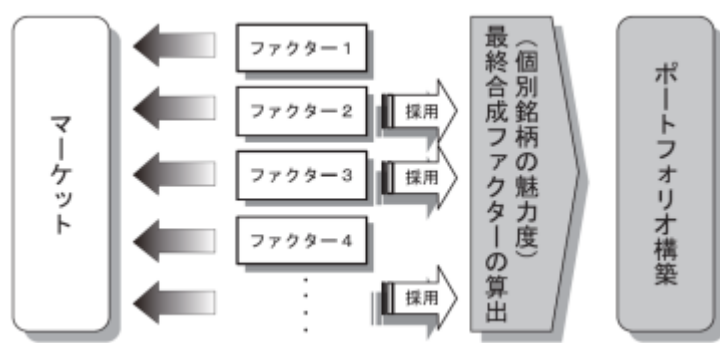 マーケット
ファクター1
ファクター2
採用
ファクター3
採用
ファクター4
採用
最終合成ファクターの算出
（個別銘柄の魅力度）
ポートフォリオ構築